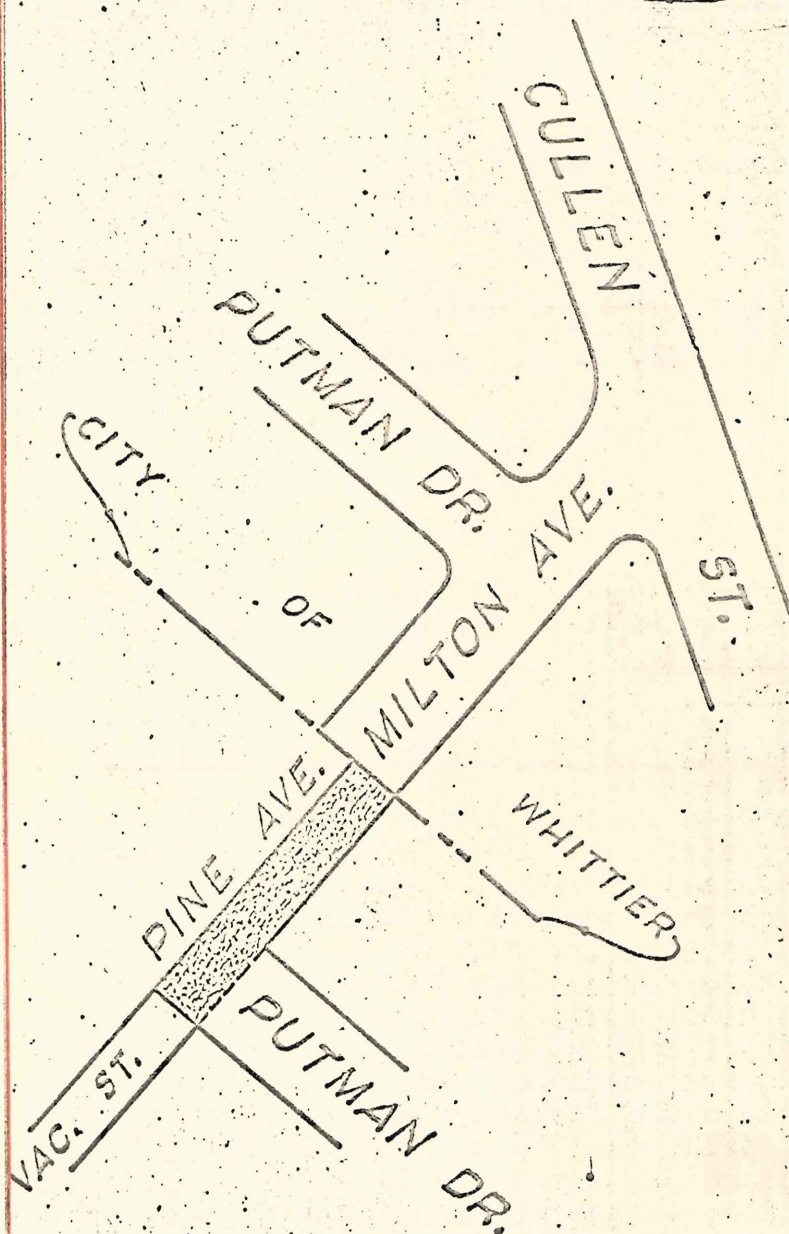 CULLEN ST.
PUTMAN DR.
CITY OF WHITTIER
MILTON AVE.
PINE AVE.
VAC. ST.
PUTMAN DR.